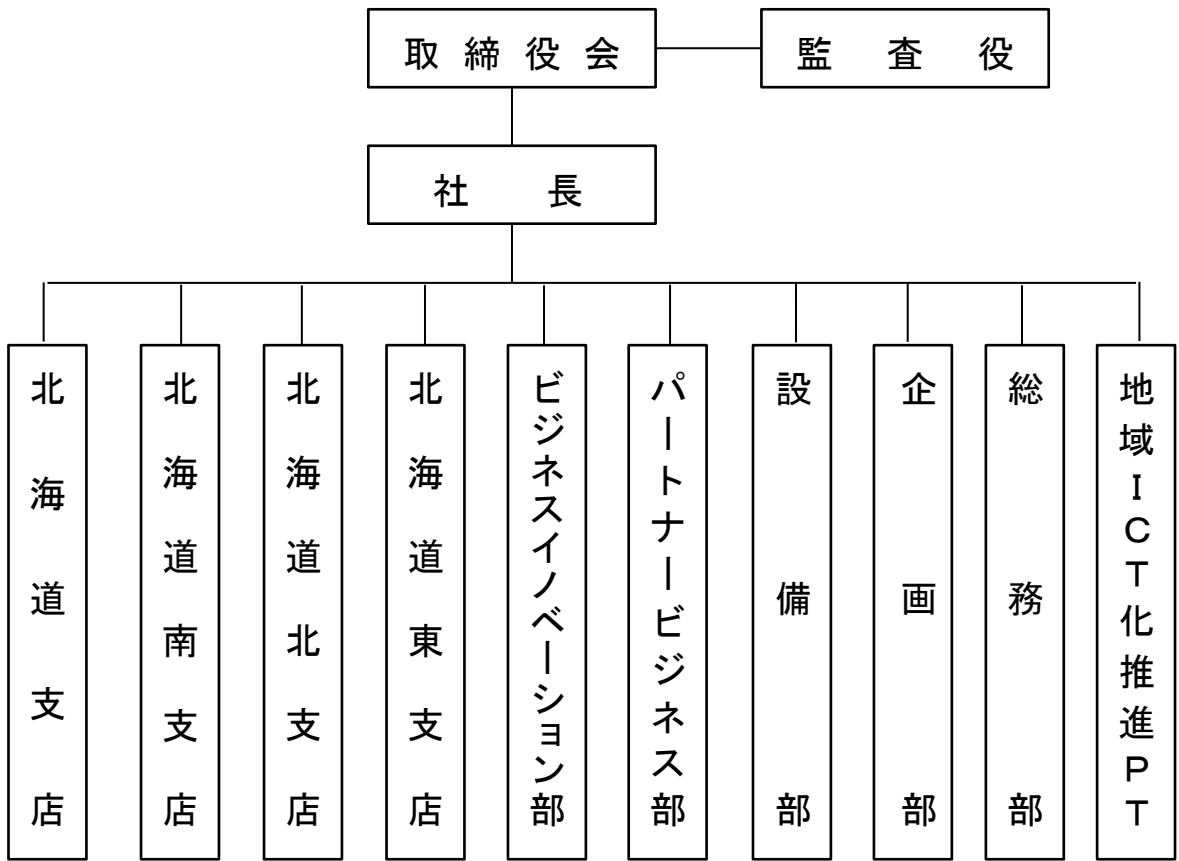 取締役会
監査役
社長
北海道支店
北海道南支店
北海道北支店
北海道東支店
ビジネスイノベーション部
パートナービジネス部
設備部
企画部
総務部
地域ICT化推進PT